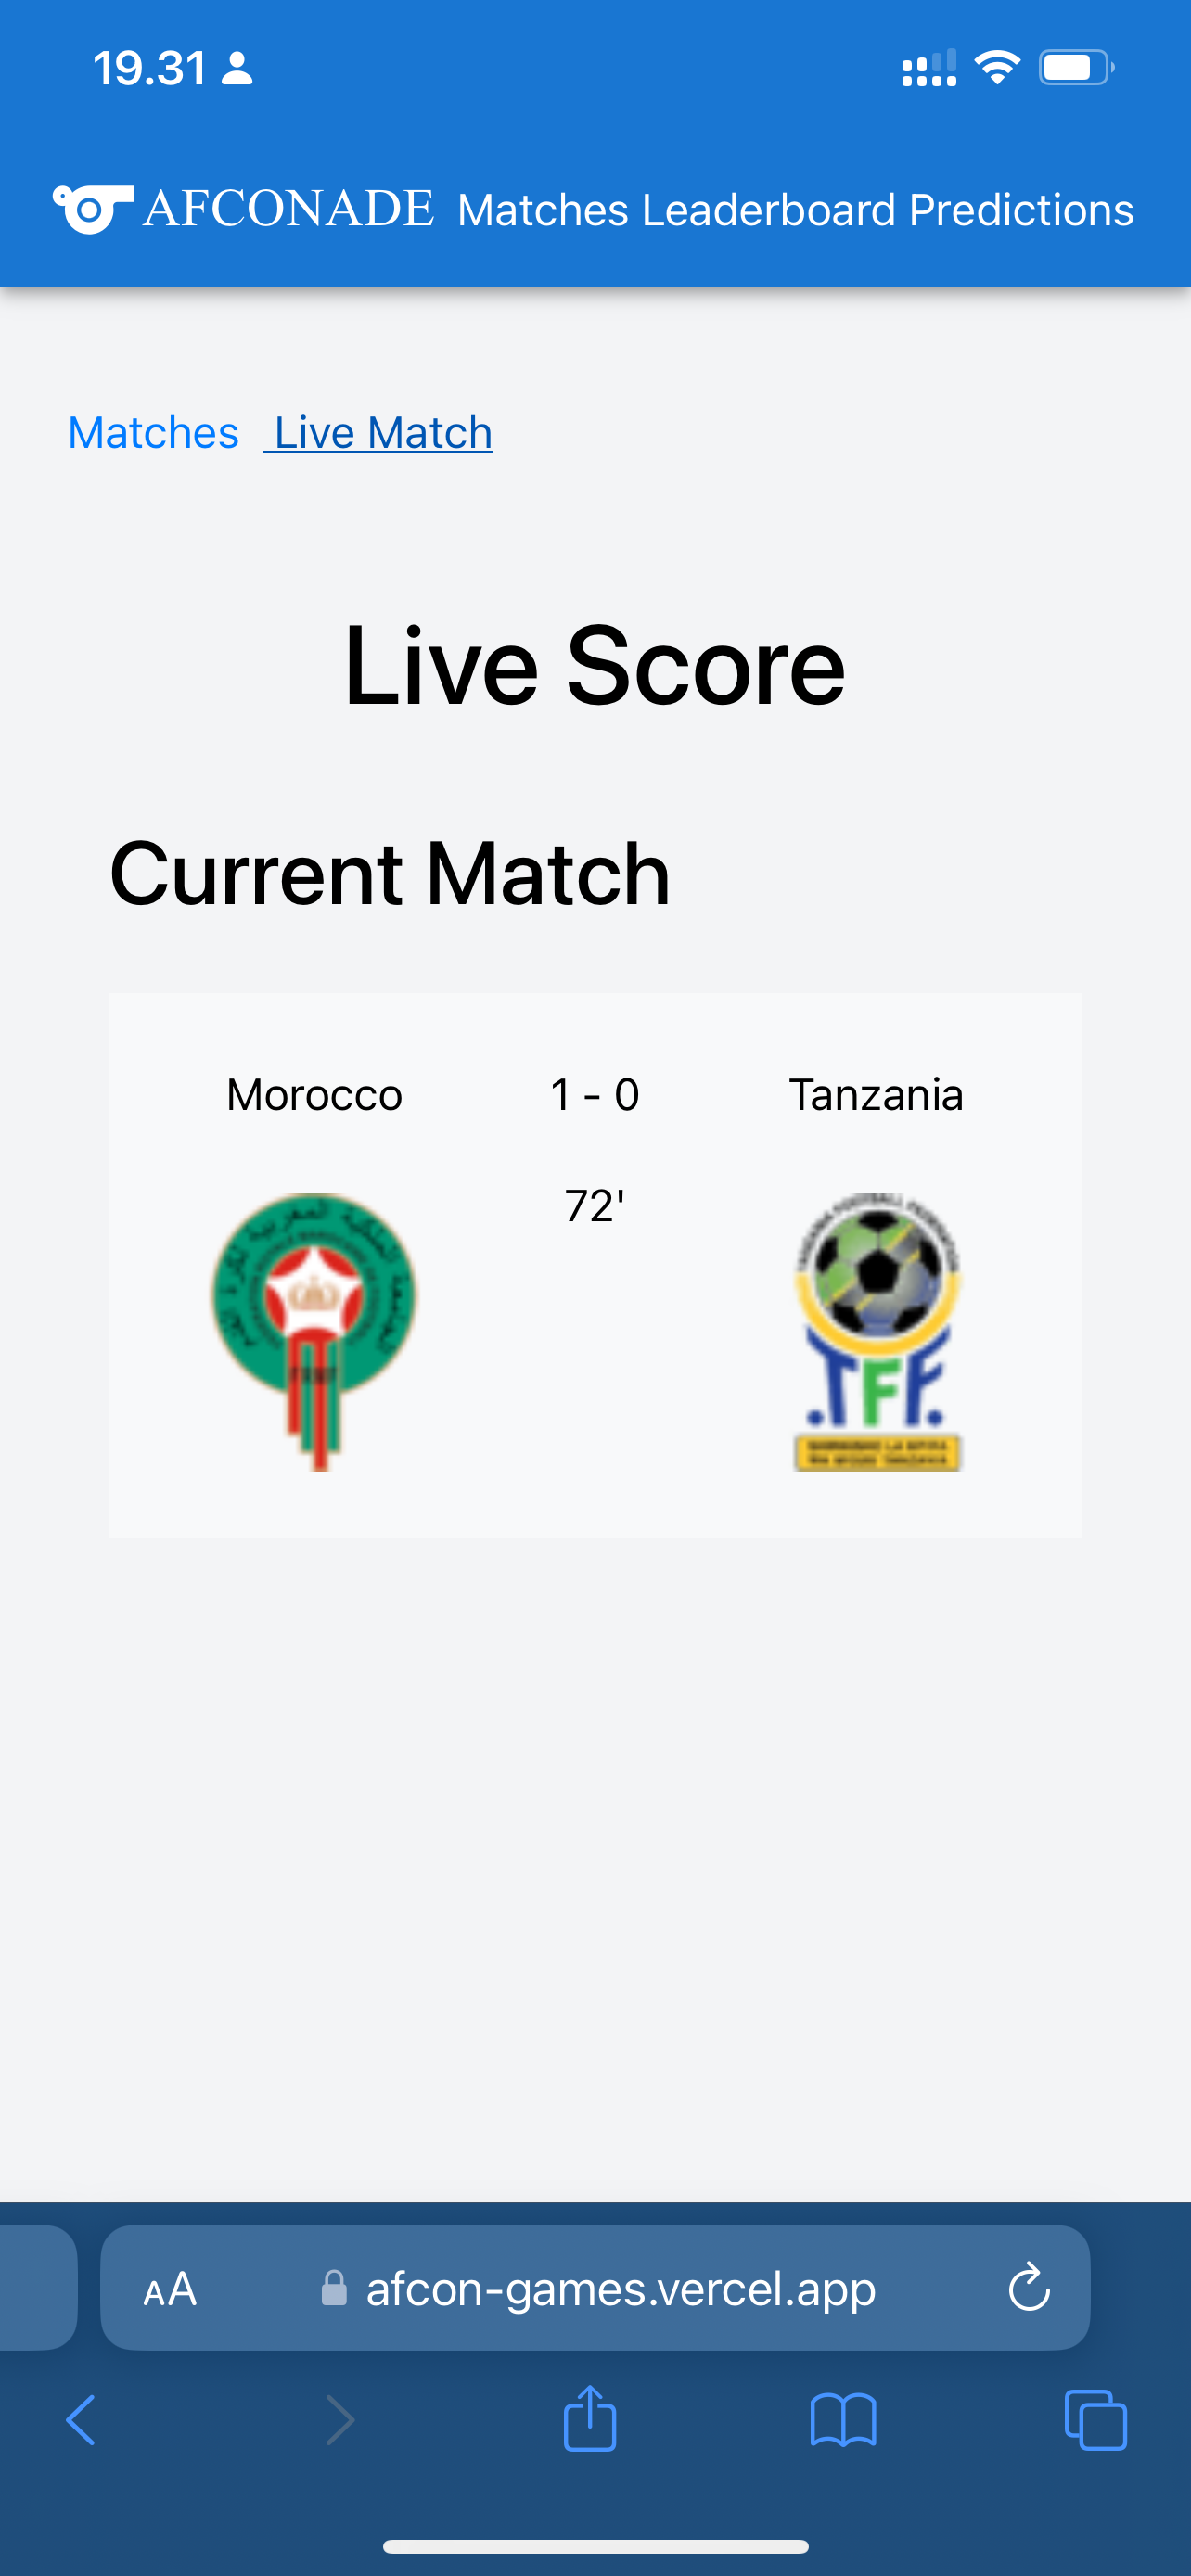 19.31
AFCONADE Matches Leaderboard Predictions
Matches Live Match
Live Score
Current Match
Morocco 1 - 0 Tanzania
72'
TFF
AA afcon-games.vercel.app